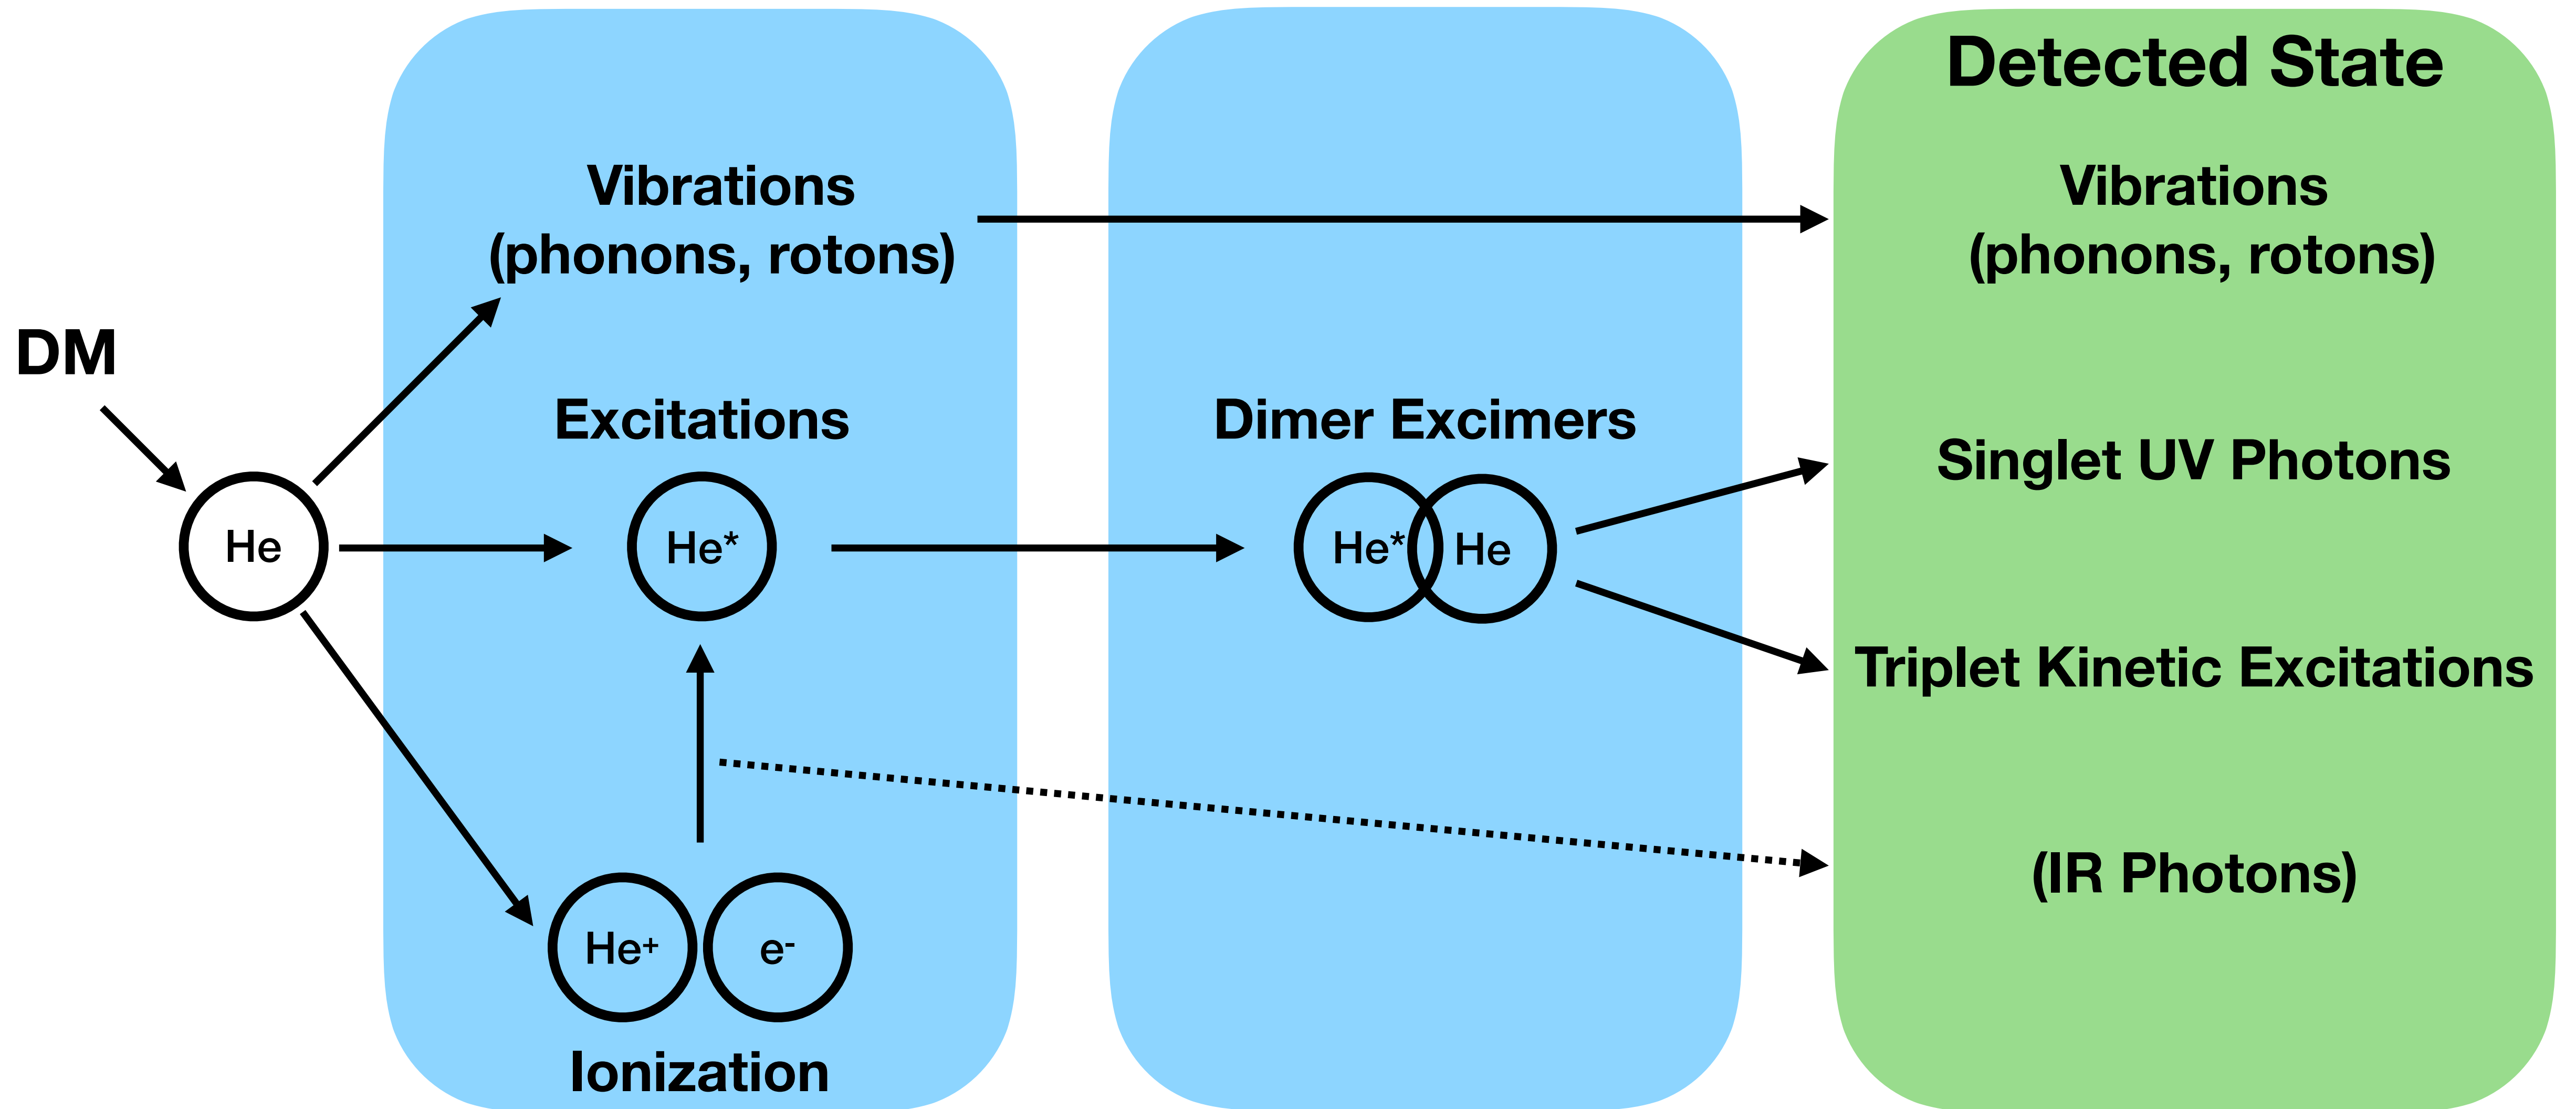 Detected State
Vibrations
(phonons, rotons)
Vibrations
(phonons, rotons)
DM
Excitations
Dimer Excimers
Singlet UV Photons
He
He*
He*
He
Triplet Kinetic Excitations
(IR Photons)
He+
e-
Ionization